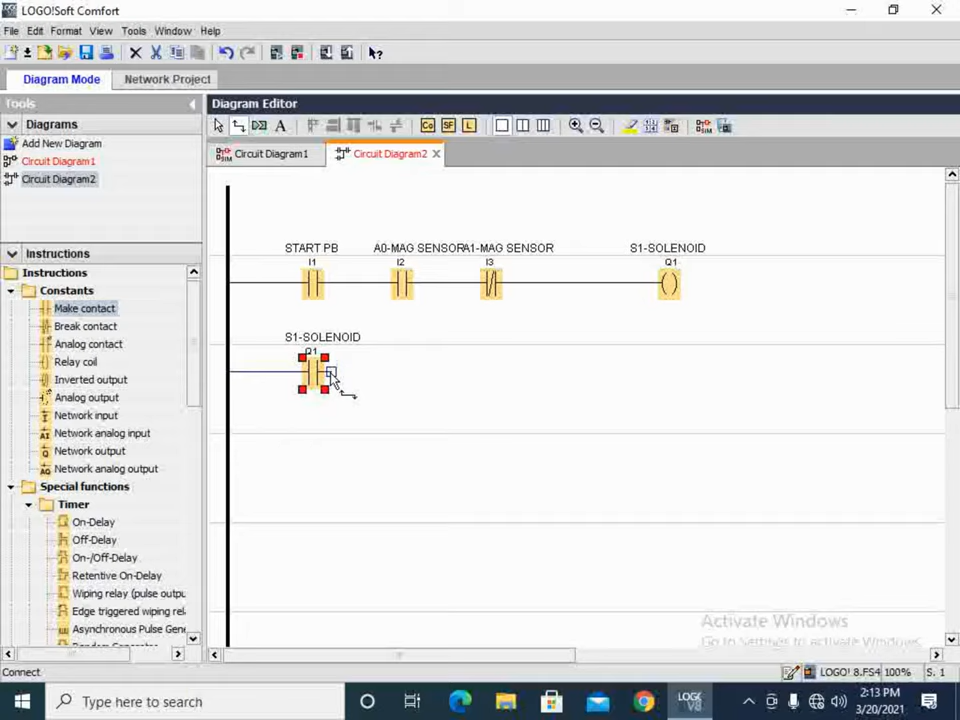 LOGO!Soft Comfort
File Edit Format View Tools Window Help
Diagram Mode Network Project
Tools
Diagram Editor
Diagrams
Add New Diagram
Circuit Diagram1
Circuit Diagram2
Co SF L
Circuit Diagram1
Circuit Diagram2
Instructions
Instructions
Constants
Make contact
Break contact
Analog contact
Relay coil
Inverted output
Analog output
Network input
Network analog input
Network output
Network analog output
Special functions
Timer
On-Delay
Off-Delay
On-/Off-Delay
Retentive On-Delay
Wiping relay (pulse outpu
Edge triggered wiping rel
Asynchronous Pulse Gen
START PB
I1
A0-MAG SENSOR
I2
A1-MAG SENSOR
I3
S1-SOLENOID
Q1
S1-SOLENOID
Q1
Activate Windows
Go to Settings to activate Windows.
Connect.
LOGO! 8.FS4 100% S. 1
Type here to search
2:13 PM
3/20/2021